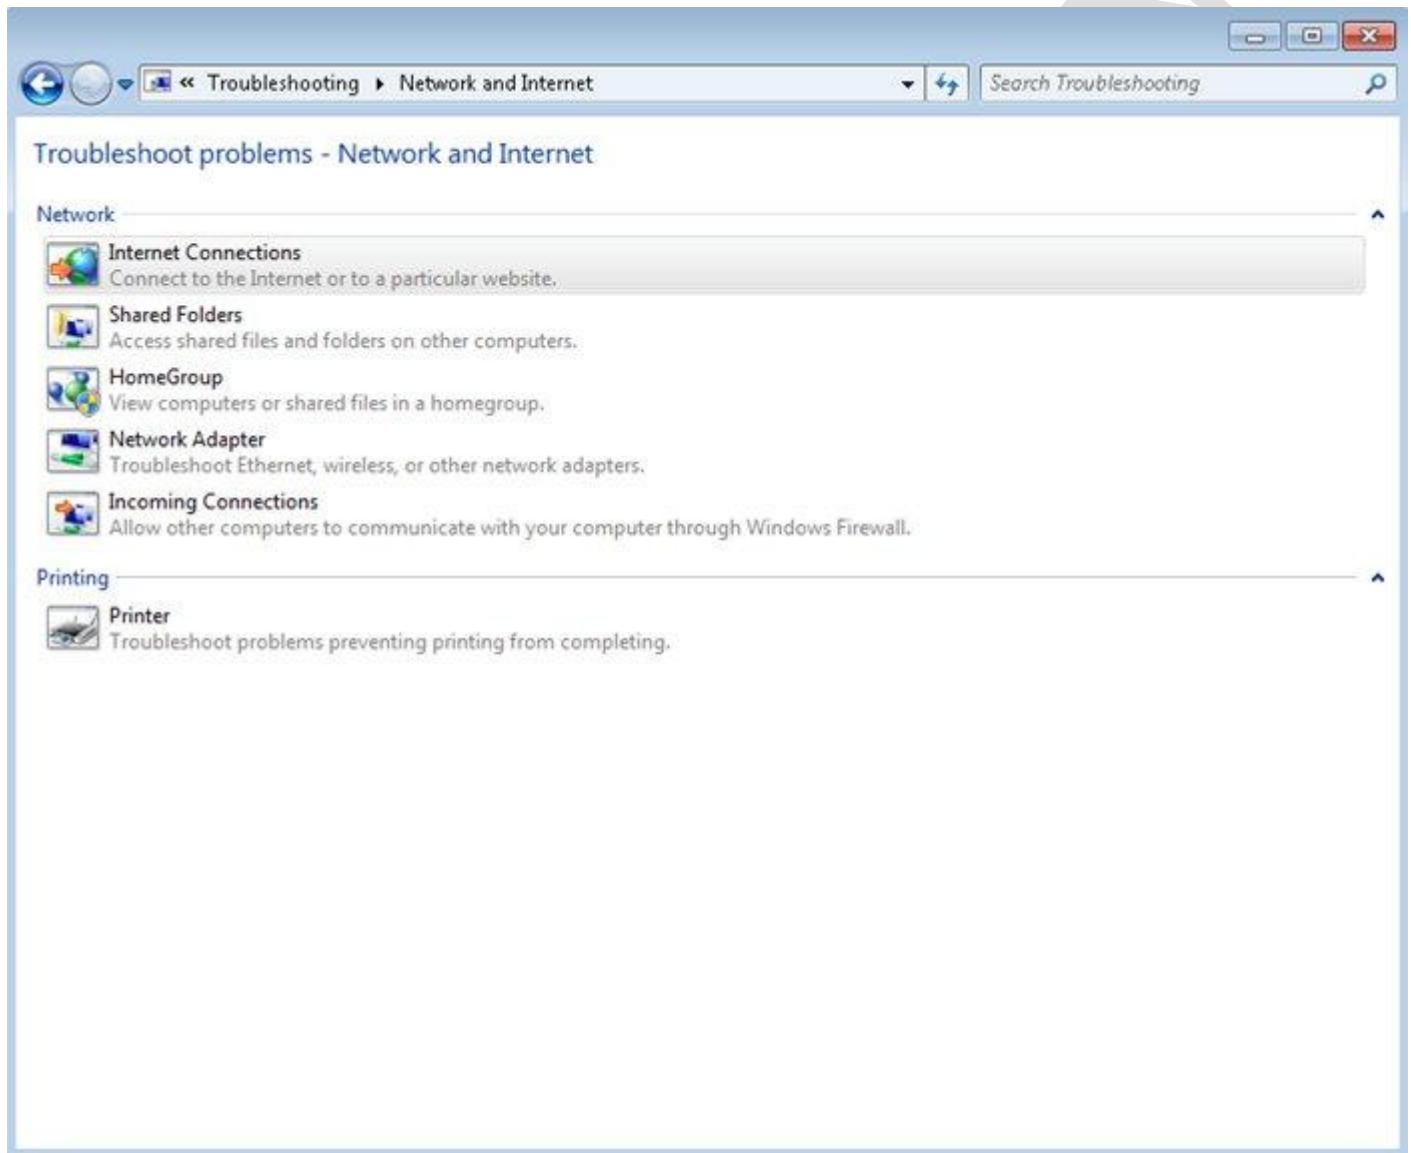 « Troubleshooting ▸ Network and Internet
Search Troubleshooting
Troubleshoot problems - Network and Internet
Network
Internet Connections
Connect to the Internet or to a particular website.
Shared Folders
Access shared files and folders on other computers.
HomeGroup
View computers or shared files in a homegroup.
Network Adapter
Troubleshoot Ethernet, wireless, or other network adapters.
Incoming Connections
Allow other computers to communicate with your computer through Windows Firewall.
Printing
Printer
Troubleshoot problems preventing printing from completing.